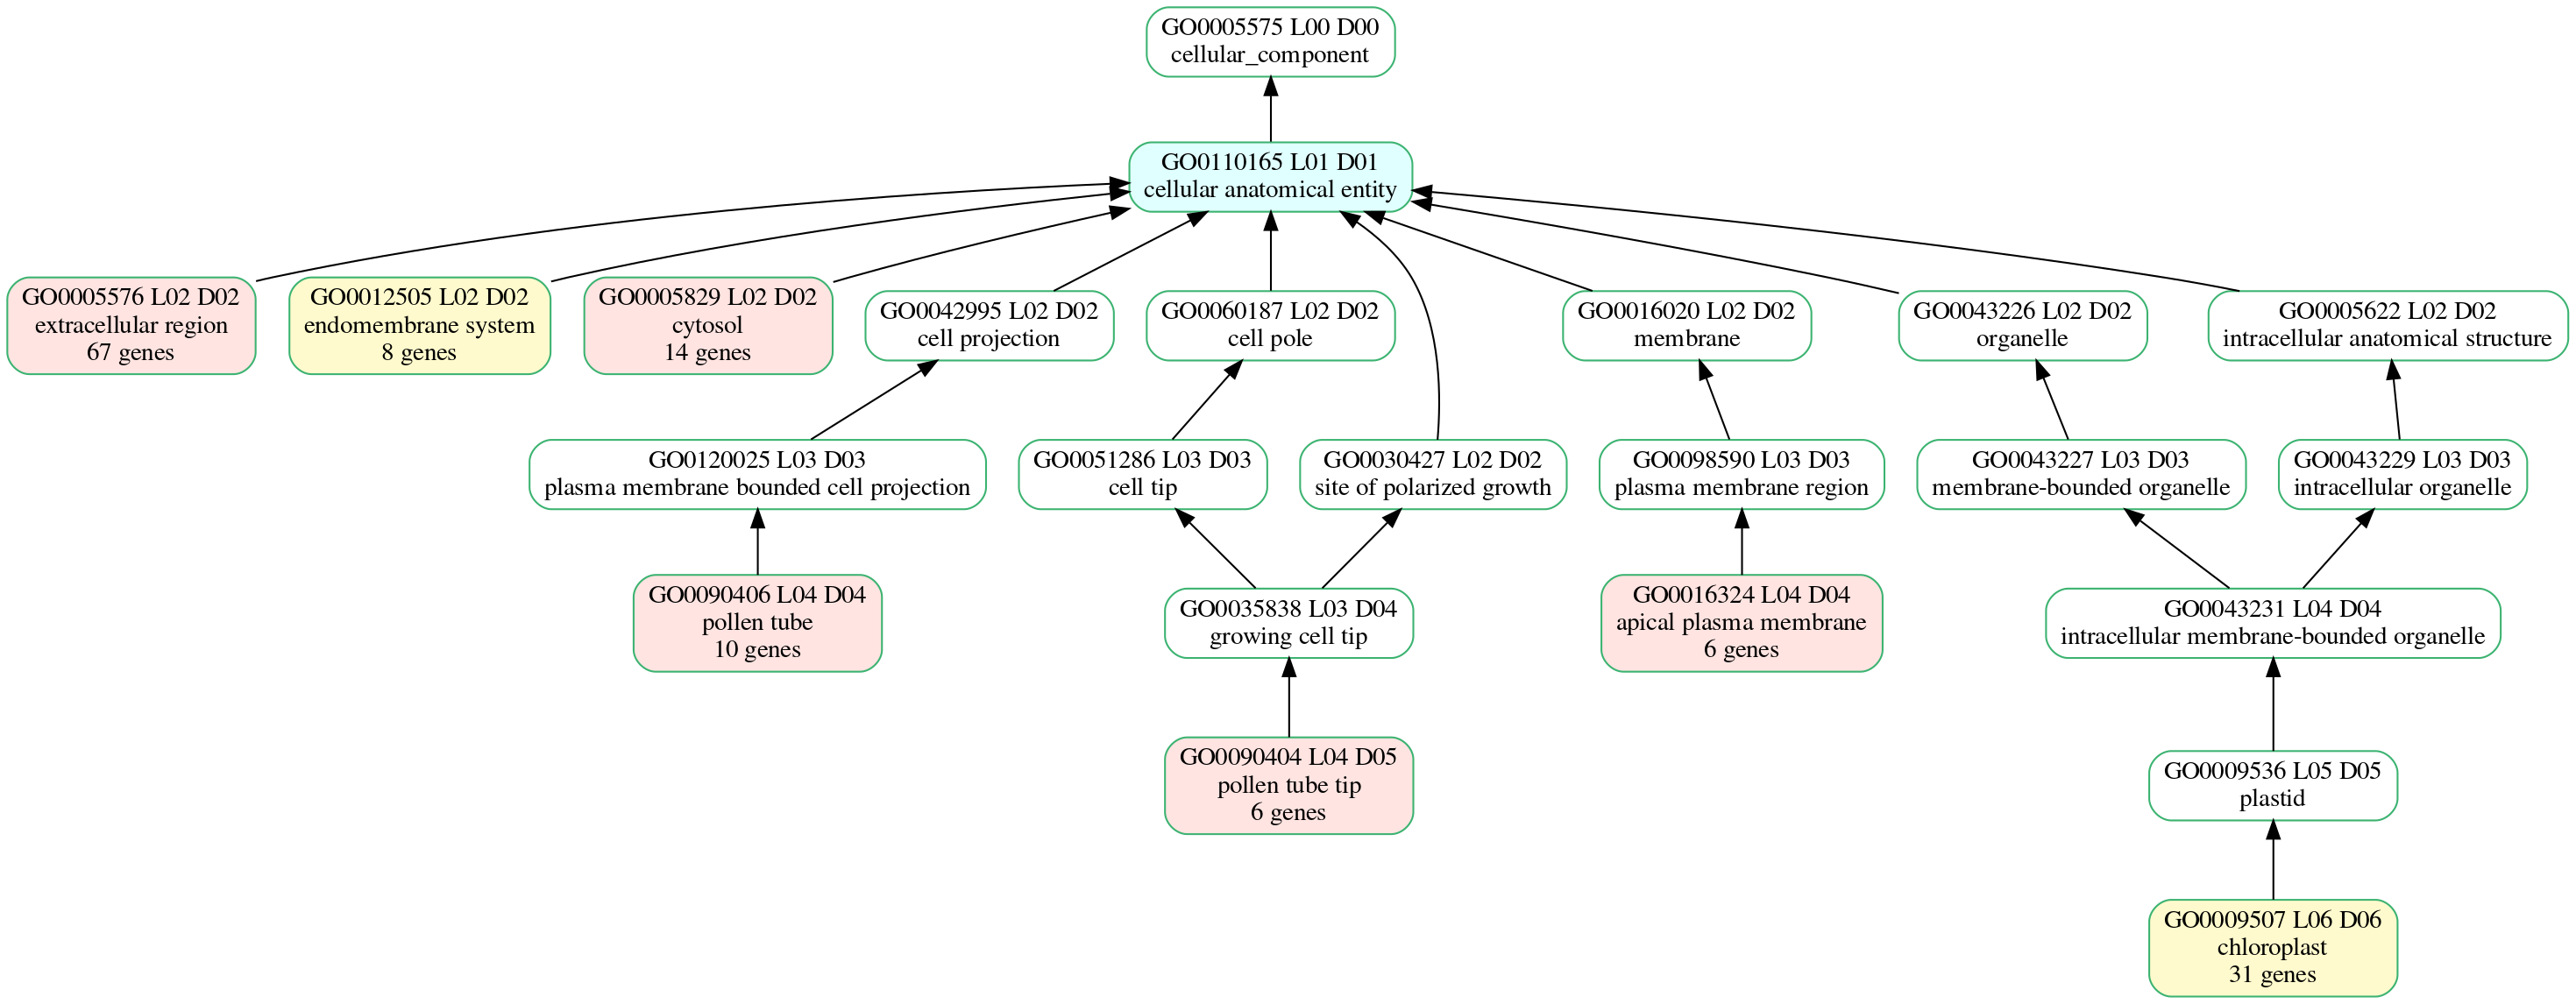 GO0005575 L00 D00
cellular_component
GO0110165 L01 D01
cellular anatomical entity
GO0005576 L02 D02
extracellular region
67 genes
GO0012505 L02 D02
endomembrane system
8 genes
GO0005829 L02 D02
cytosol
14 genes
GO0042995 L02 D02
cell projection
GO0060187 L02 D02
cell pole
GO0016020 L02 D02
membrane
GO0043226 L02 D02
organelle
GO0005622 L02 D02
intracellular anatomical structure
GO0120025 L03 D03
plasma membrane bounded cell projection
GO0051286 L03 D03
cell tip
GO0030427 L02 D02
site of polarized growth
GO0098590 L03 D03
plasma membrane region
GO0043227 L03 D03
membrane-bounded organelle
GO0043229 L03 D03
intracellular organelle
GO0090406 L04 D04
pollen tube
10 genes
GO0035838 L03 D04
growing cell tip
GO0016324 L04 D04
apical plasma membrane
6 genes
GO0043231 L04 D04
intracellular membrane-bounded organelle
GO0090404 L04 D05
pollen tube tip
6 genes
GO0009536 L05 D05
plastid
GO0009507 L06 D06
chloroplast
31 genes